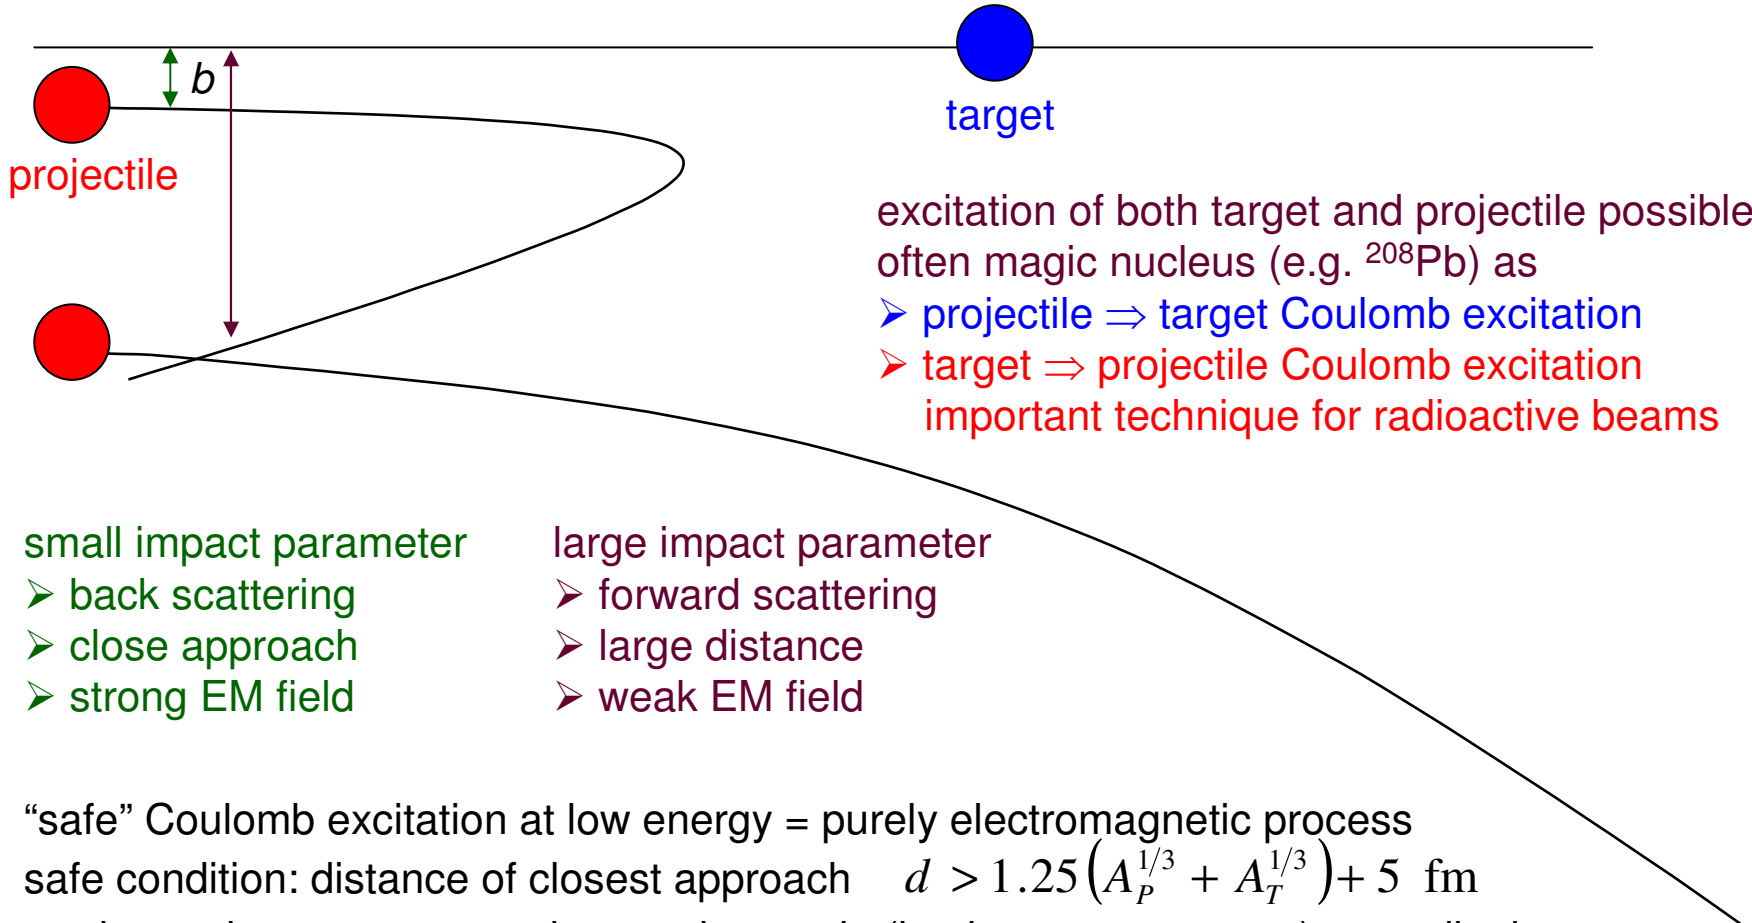 b
target
projectile
excitation of both target and projectile possible
often magic nucleus (e.g. ²⁰⁸Pb) as
➢ projectile ⇒ target Coulomb excitation
➢ target ⇒ projectile Coulomb excitation
important technique for radioactive beams
small impact parameter
➢ back scattering
➢ close approach
➢ strong EM field
large impact parameter
➢ forward scattering
➢ large distance
➢ weak EM field
“safe” Coulomb excitation at low energy = purely electromagnetic process
safe condition: distance of closest approach d > 1.25(A_P^{1/3} + A_T^{1/3}) + 5 fm